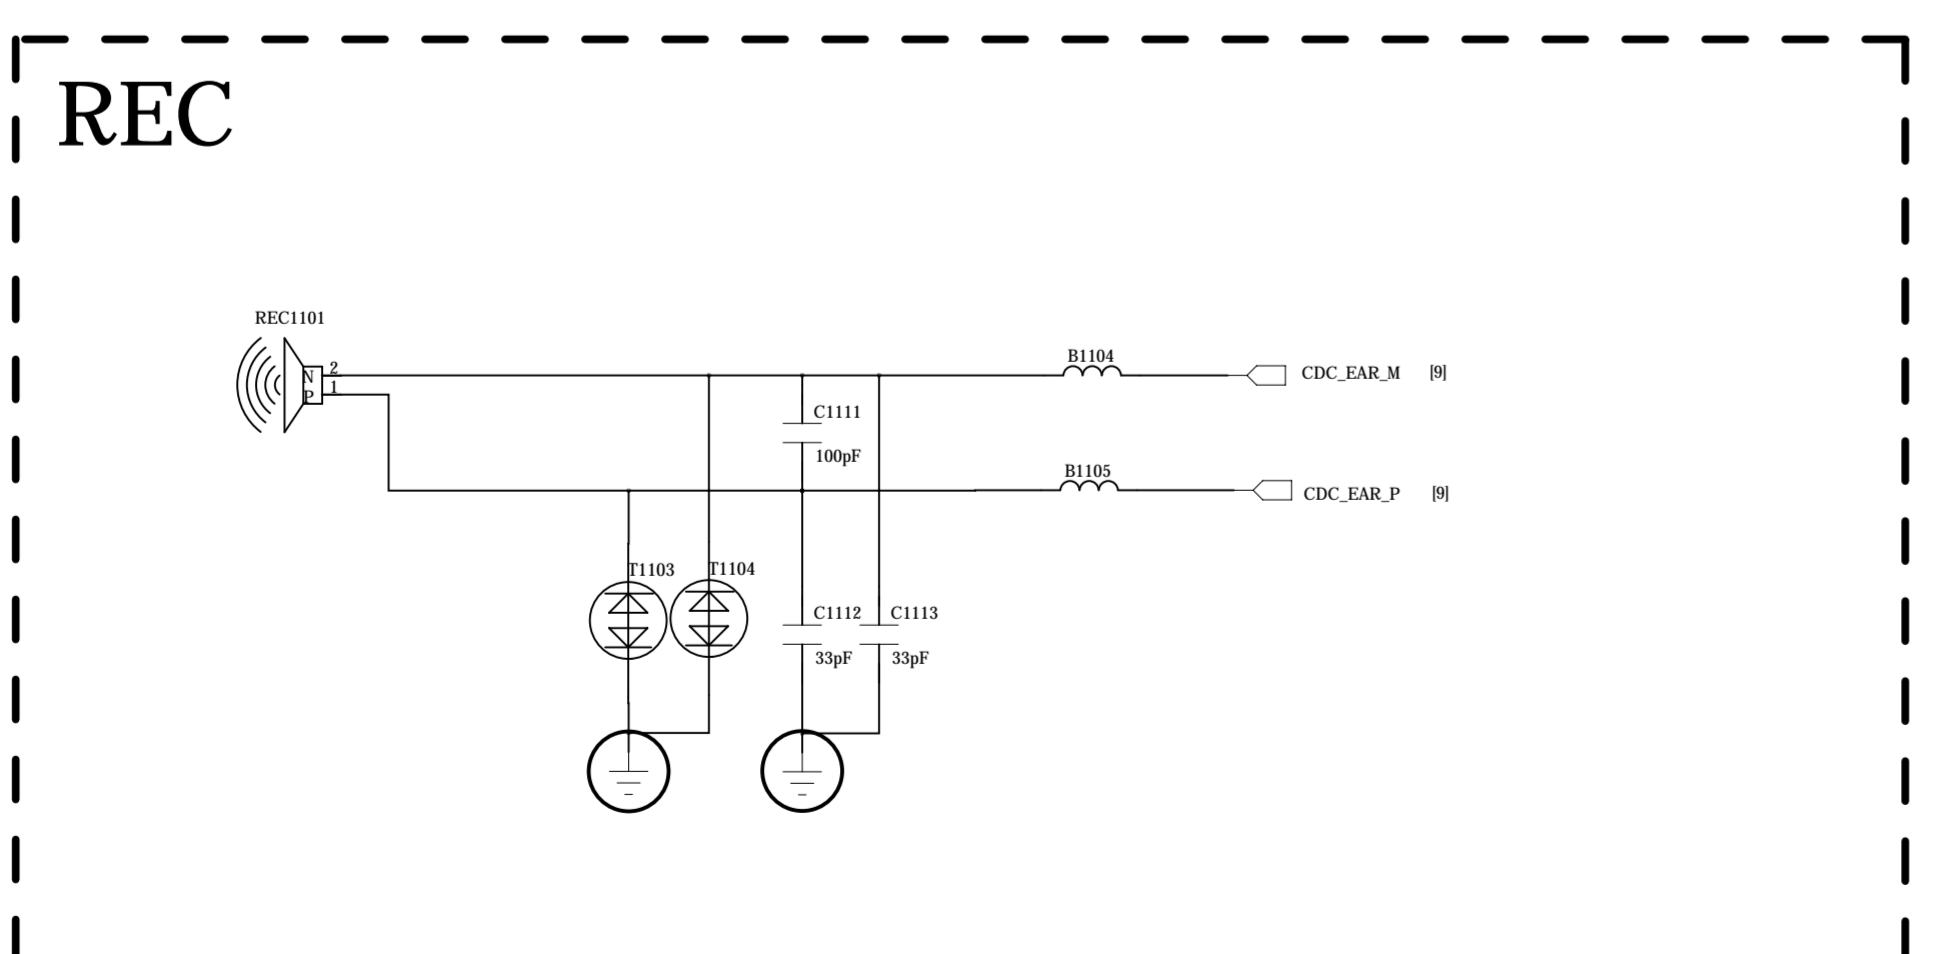 REC
REC1101
N 2
P 1
B1104
CDC_EAR_M [9]
C1111
100pF
B1105
CDC_EAR_P [9]
T1103 T1104
C1112 C1113
33pF 33pF